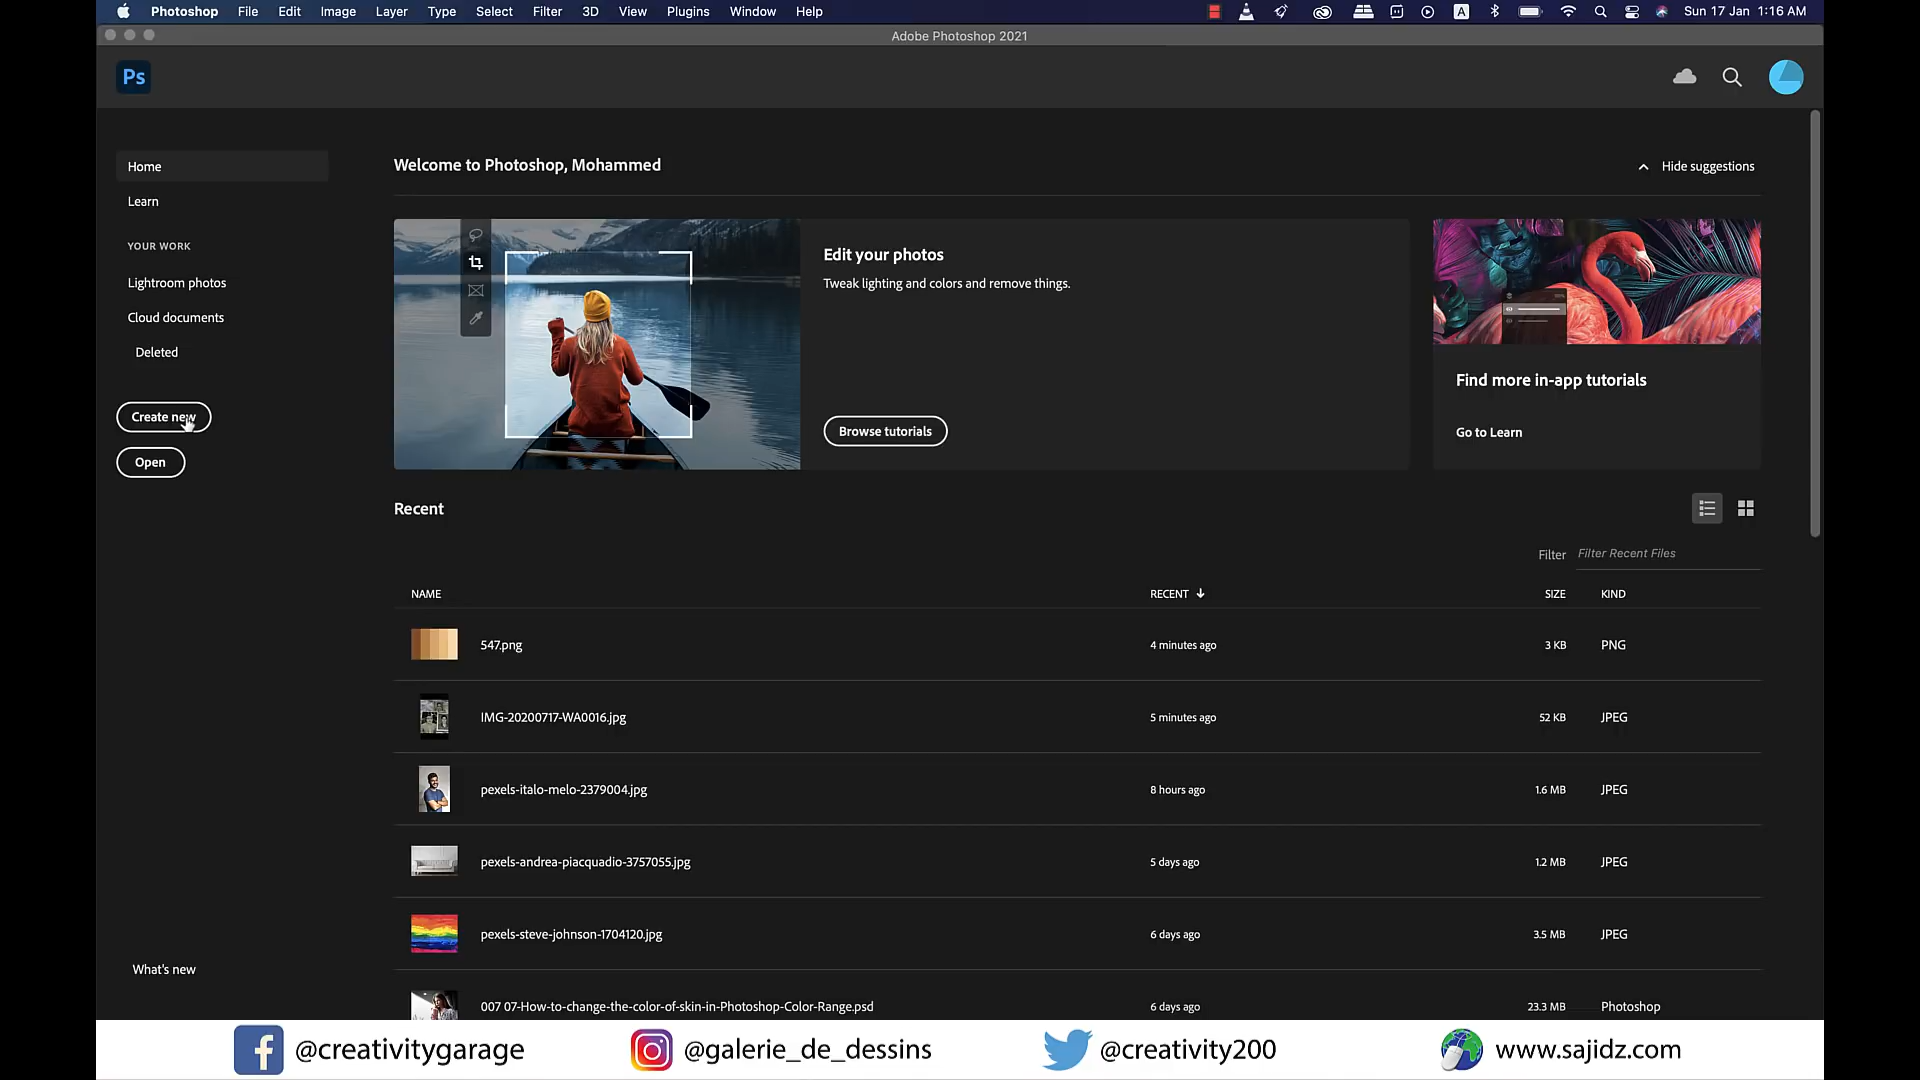 Photoshop File Edit Image Layer Type Select Filter 3D View Plugins Window Help A Sun 17 Jan 1:16 AM
Adobe Photoshop 2021
Ps
Home
Learn
YOUR WORK
Lightroom photos
Cloud documents
Deleted
Create new
Open
What's new
Welcome to Photoshop, Mohammed
Hide suggestions
Edit your photos
Tweak lighting and colors and remove things.
Browse tutorials
Find more in-app tutorials
Go to Learn
Recent
Filter Filter Recent Files
NAME RECENT SIZE KIND
547.png 4 minutes ago 3 KB PNG
IMG-20200717-WA0016.jpg 5 minutes ago 52 KB JPEG
pexels-italo-melo-2379004.jpg 8 hours ago 1.6 MB JPEG
pexels-andrea-piacquadio-3757055.jpg 5 days ago 1.2 MB JPEG
pexels-steve-johnson-1704120.jpg 6 days ago 3.5 MB JPEG
007 07-How-to-change-the-color-of-skin-in-Photoshop-Color-Range.psd 6 days ago 23.3 MB Photoshop
@creativitygarage @galerie_de_dessins @creativity200 www.sajidz.com